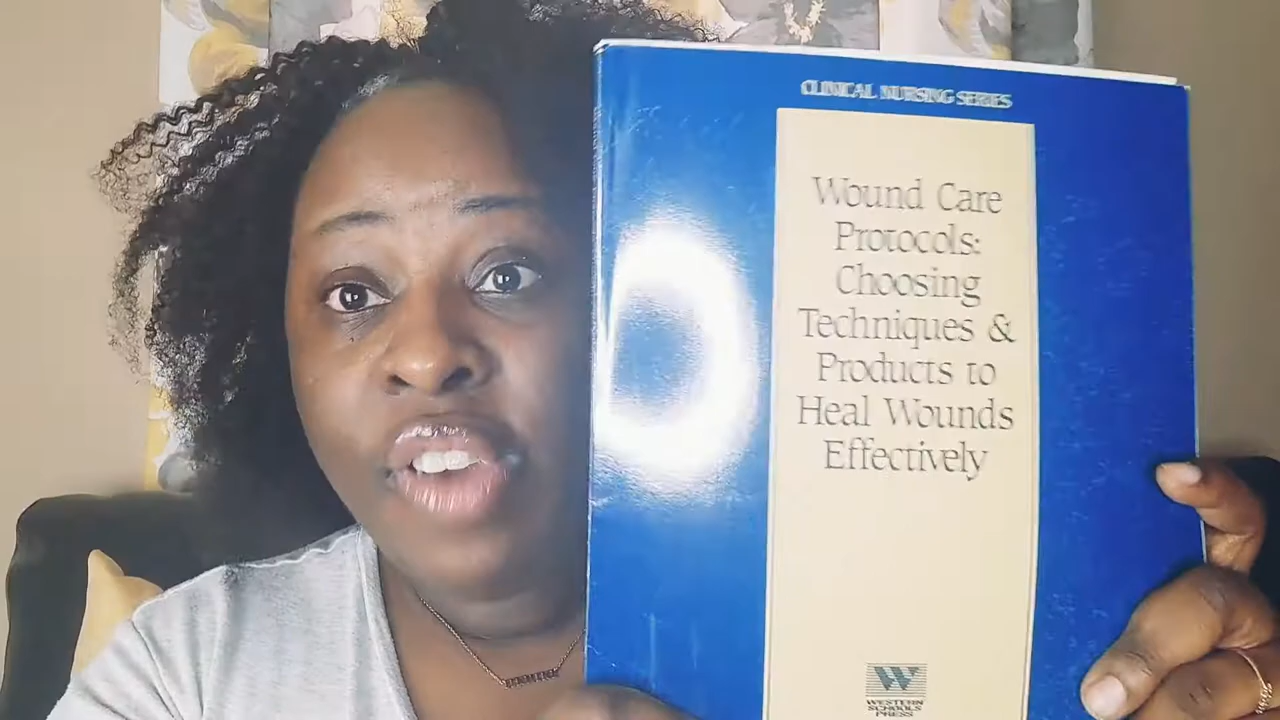 CLINICAL NURSING SERIES
Wound Care
Protocols:
Choosing
Techniques &
Products to
Heal Wounds
Effectively
W
WESTERN
SCHOOLS
PRESS